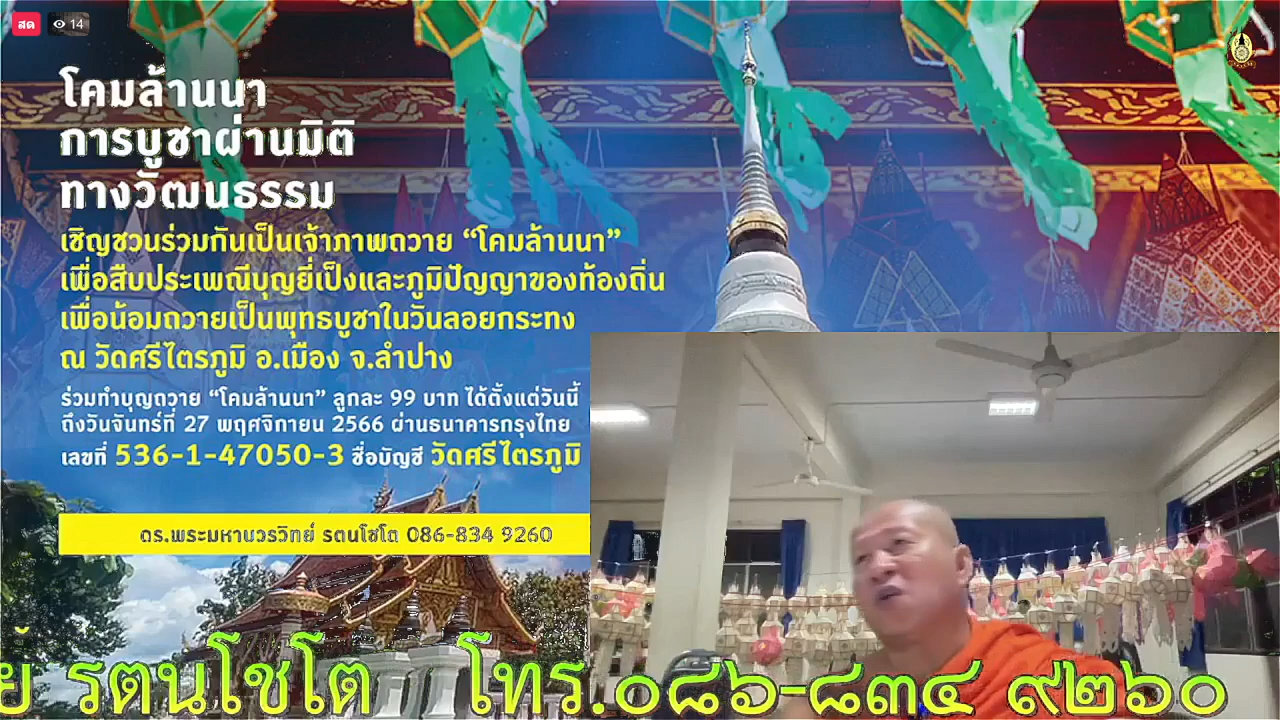 สด 14
โคมล้านนา
การบูชาผ่านมิติ
ทางวัฒนธรรม
เชิญชวนร่วมกันเป็นเจ้าภาพถวาย “โคมล้านนา”
เพื่อสืบประเพณีบุญยี่เป็งและภูมิปัญญาของท้องถิ่น
เพื่อน้อมถวายเป็นพุทธบูชาในวันลอยกระทง
ณ วัดศรีไตรภูมิ อ.เมือง จ.ลำปาง
ร่วมทำบุญถวาย “โคมล้านนา” ลูกละ 99 บาท ได้ตั้งแต่วันนี้
ถึงวันจันทร์ที่ 27 พฤศจิกายน 2566 ผ่านธนาคารกรุงไทย
เลขที่ 536-1-47050-3 ชื่อบัญชี วัดศรีไตรภูมิ
ดร.พระมหาบวรวิทย์ รตนโชโต 086-834 9260
รตนโชโต โทร.๐๘๖-๘๓๔ ๙๒๖๐